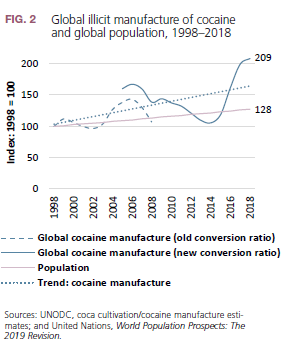 FIG. 2 Global illicit manufacture of cocaine
and global population, 1998–2018
Index: 1998 = 100
200
150
100
50
0
209
128
1998
2000
2002
2004
2006
2008
2010
2012
2014
2016
2018
Global cocaine manufacture (old conversion ratio)
Global cocaine manufacture (new conversion ratio)
Population
Trend: cocaine manufacture
Sources: UNODC, coca cultivation/cocaine manufacture esti-
mates; and United Nations, World Population Prospects: The
2019 Revision.